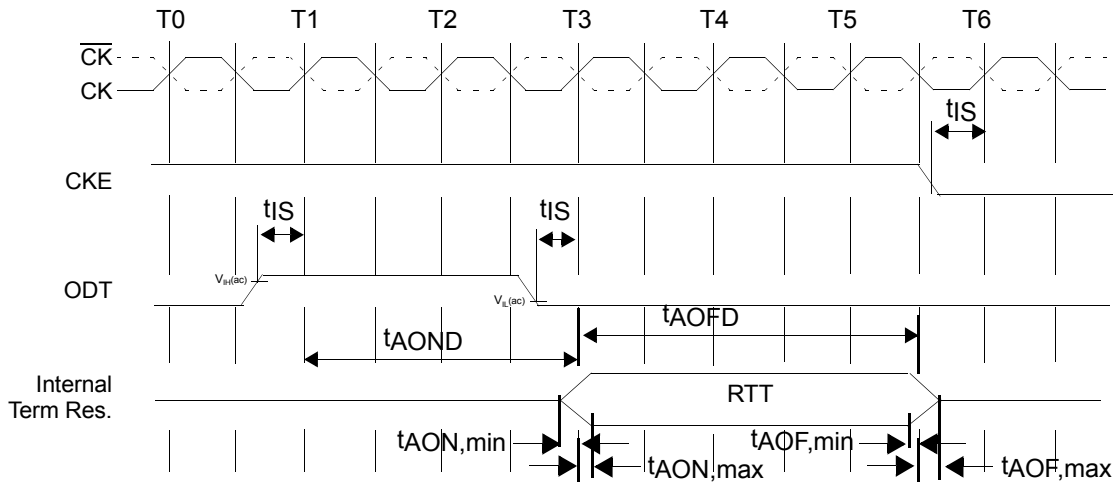 T0 T1 T2 T3 T4 T5 T6
CK
CK
tIS
CKE
tIS tIS
VIH(ac)
ODT
VIL(ac)
tAOND tAOFD
Internal
Term Res.
RTT
tAON,min tAOF,min
tAON,max tAOF,max